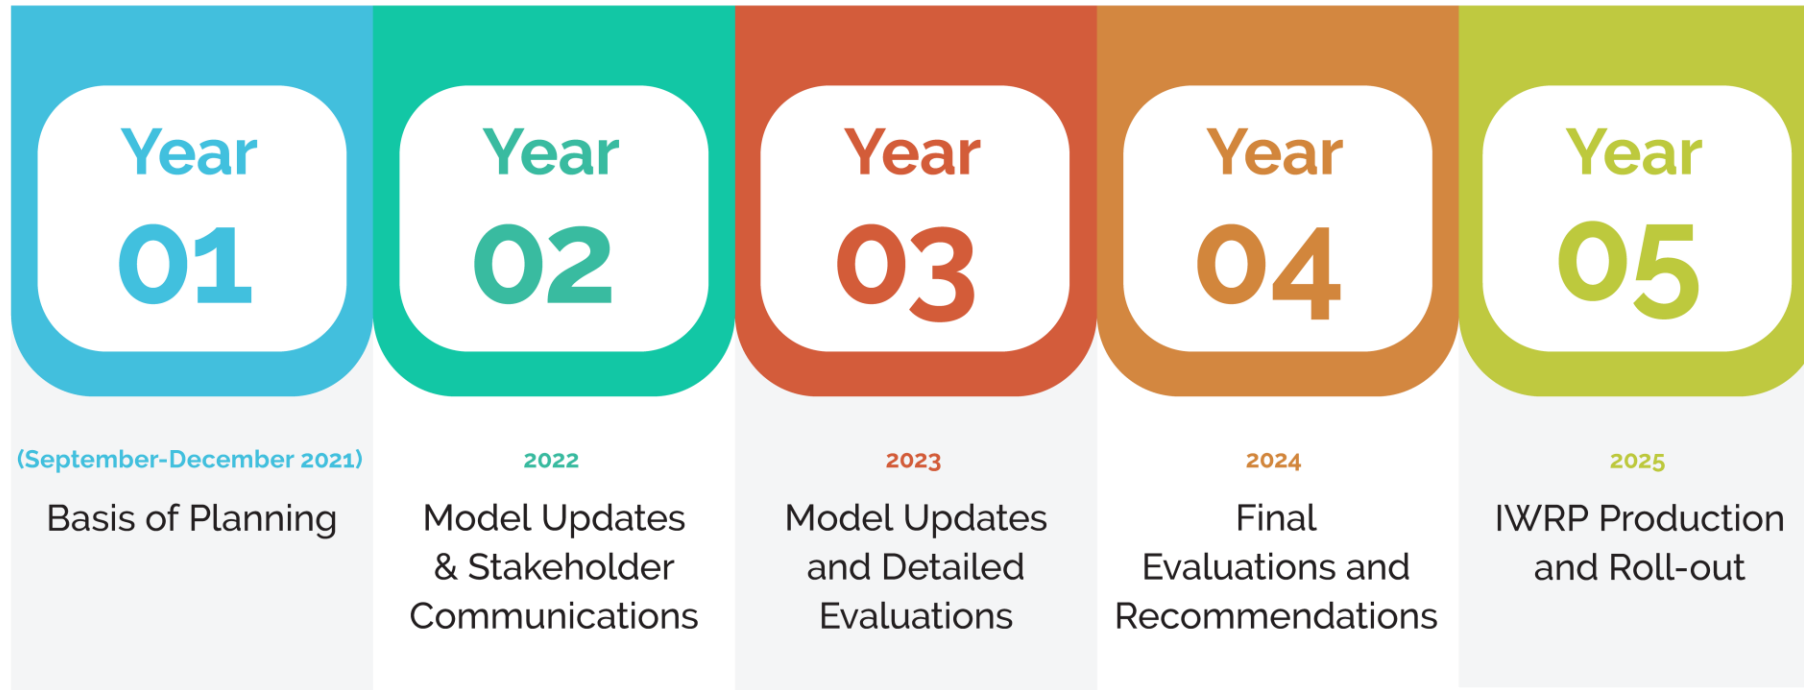 Year
01
(September-December 2021)
Basis of Planning
Year
02
2022
Model Updates
& Stakeholder
Communications
Year
03
2023
Model Updates
and Detailed
Evaluations
Year
04
2024
Final
Evaluations and
Recommendations
Year
05
2025
IWRP Production
and Roll-out